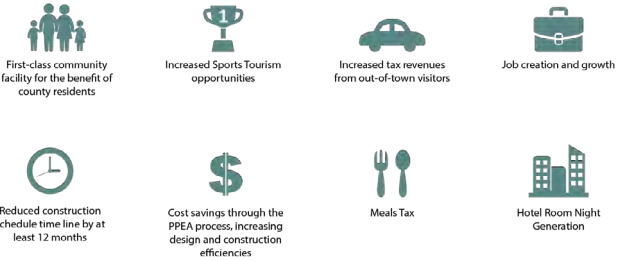 1
First-class community
facility for the benefit of
county residents
Increased Sports Tourism
opportunities
Increased tax revenues
from out-of-town visitors
Job creation and growth
Reduced construction
chedule time line by at
least 12 months
$
Cost savings through the
PPEA process, increasing
design and construction
efficiencies
Meals Tax
Hotel Room Night
Generation